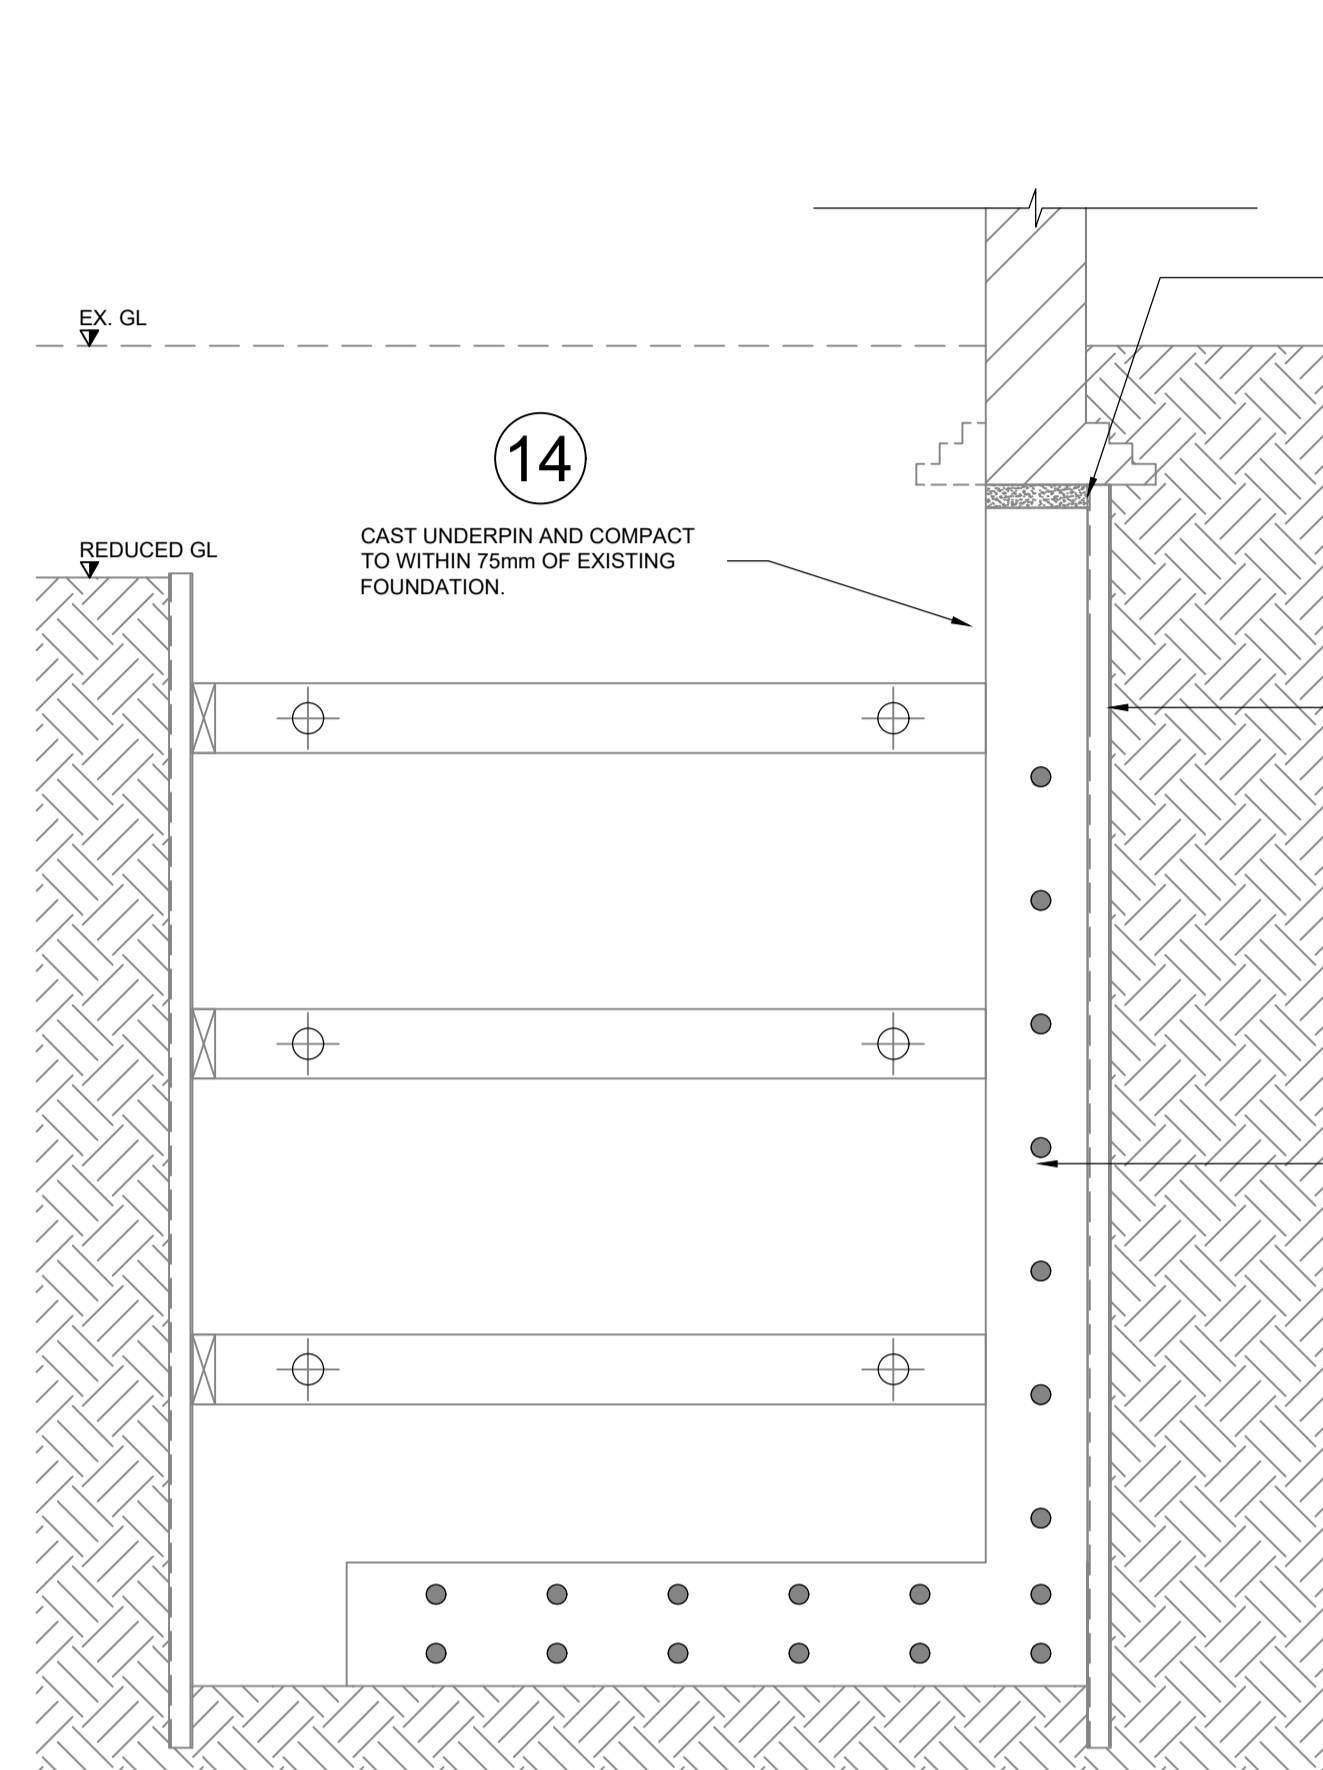 EX. GL
14
CAST UNDERPIN AND COMPACT
TO WITHIN 75mm OF EXISTING
FOUNDATION.
REDUCED GL